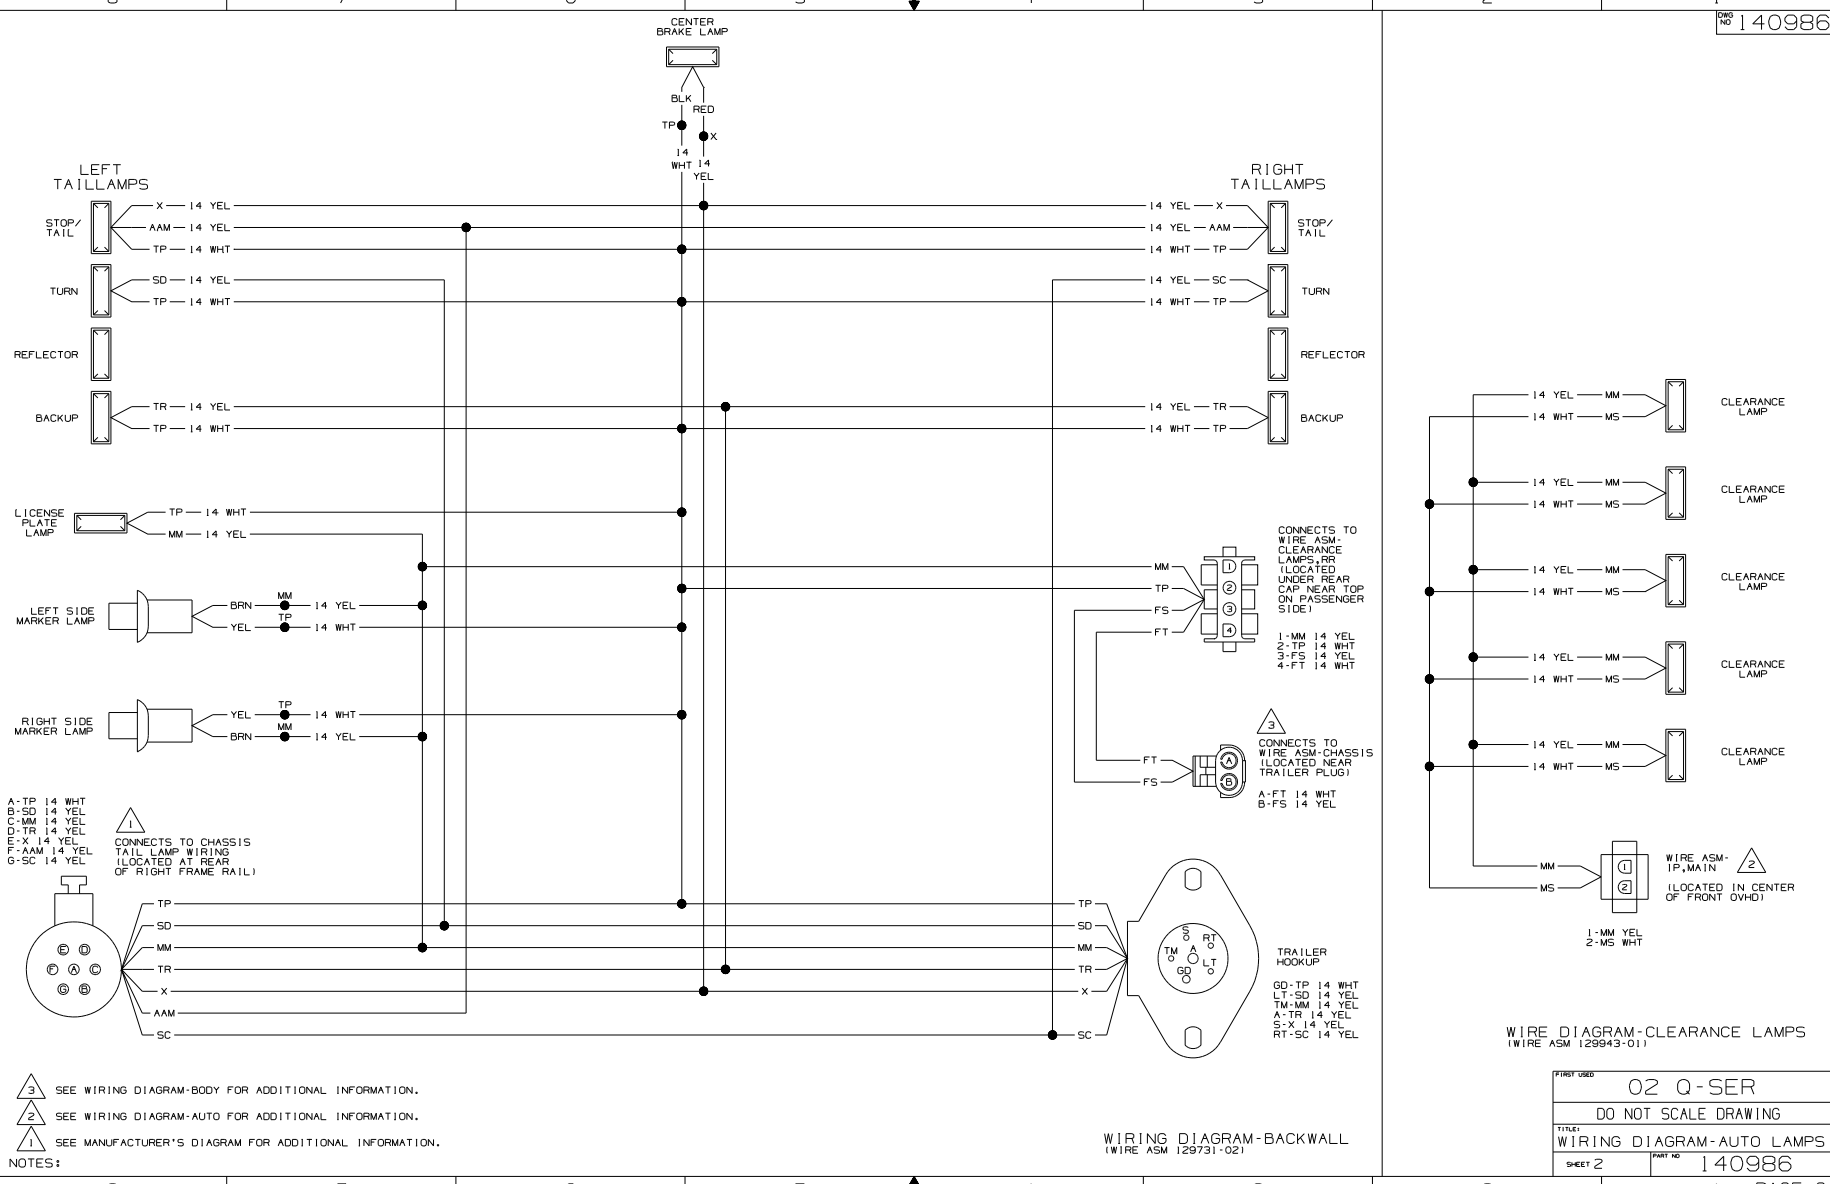 DWG NO 140986
CENTER
BRAKE LAMP
BLK
RED
TP
X
14
WHT
14
YEL
LEFT
TAILLAMPS
RIGHT
TAILLAMPS
STOP/
TAIL
X 14 YEL
AAM 14 YEL
TP 14 WHT
14 YEL X
14 YEL AAM
14 WHT TP
STOP/
TAIL
TURN
SD 14 YEL
TP 14 WHT
14 YEL SC
14 WHT TP
TURN
REFLECTOR
REFLECTOR
BACKUP
TR 14 YEL
TP 14 WHT
14 YEL TR
14 WHT TP
BACKUP
LICENSE
PLATE
LAMP
TP 14 WHT
MM 14 YEL
LEFT SIDE
MARKER LAMP
MM
BRN 14 YEL
TP
YEL 14 WHT
RIGHT SIDE
MARKER LAMP
TP
YEL 14 WHT
MM
BRN 14 YEL
MM
TP
FS
FT
1
2
3
4
CONNECTS TO
WIRE ASM-
CLEARANCE
LAMPS,RR
(LOCATED
UNDER REAR
CAP NEAR TOP
ON PASSENGER
SIDE)
1-MM 14 YEL
2-TP 14 WHT
3-FS 14 YEL
4-FT 14 WHT
3
CONNECTS TO
WIRE ASM-CHASSIS
(LOCATED NEAR
TRAILER PLUG)
A-FT 14 WHT
B-FS 14 YEL
FT
FS
A
B
A-TP 14 WHT
B-SD 14 YEL
C-MM 14 YEL
D-TR 14 YEL
E-X 14 YEL
F-AAM 14 YEL
G-SC 14 YEL
1
CONNECTS TO CHASSIS
TAIL LAMP WIRING
(LOCATED AT REAR
OF RIGHT FRAME RAIL)
E D
F A C
G B
TP
SD
MM
TR
X
AAM
SC
TP
SD
MM
TR
X
SC
S
RT
TM A
LT
GD
TRAILER
HOOKUP
GD-TP 14 WHT
LT-SD 14 YEL
TM-MM 14 YEL
A-TR 14 YEL
S-X 14 YEL
RT-SC 14 YEL
3 SEE WIRING DIAGRAM-BODY FOR ADDITIONAL INFORMATION.
2 SEE WIRING DIAGRAM-AUTO FOR ADDITIONAL INFORMATION.
1 SEE MANUFACTURER'S DIAGRAM FOR ADDITIONAL INFORMATION.
NOTES:
WIRING DIAGRAM-BACKWALL
(WIRE ASM 129731-02)
14 YEL MM
14 WHT MS
CLEARANCE
LAMP
14 YEL MM
14 WHT MS
CLEARANCE
LAMP
14 YEL MM
14 WHT MS
CLEARANCE
LAMP
14 YEL MM
14 WHT MS
CLEARANCE
LAMP
14 YEL MM
14 WHT MS
CLEARANCE
LAMP
MM
MS
1
2
WIRE ASM-
IP,MAIN
2
(LOCATED IN CENTER
OF FRONT OVHD)
1-MM YEL
2-MS WHT
WIRE DIAGRAM-CLEARANCE LAMPS
(WIRE ASM 129943-01)
FIRST USED
02 Q-SER
DO NOT SCALE DRAWING
TITLE:
WIRING DIAGRAM-AUTO LAMPS
SHEET 2
PART NO 140986